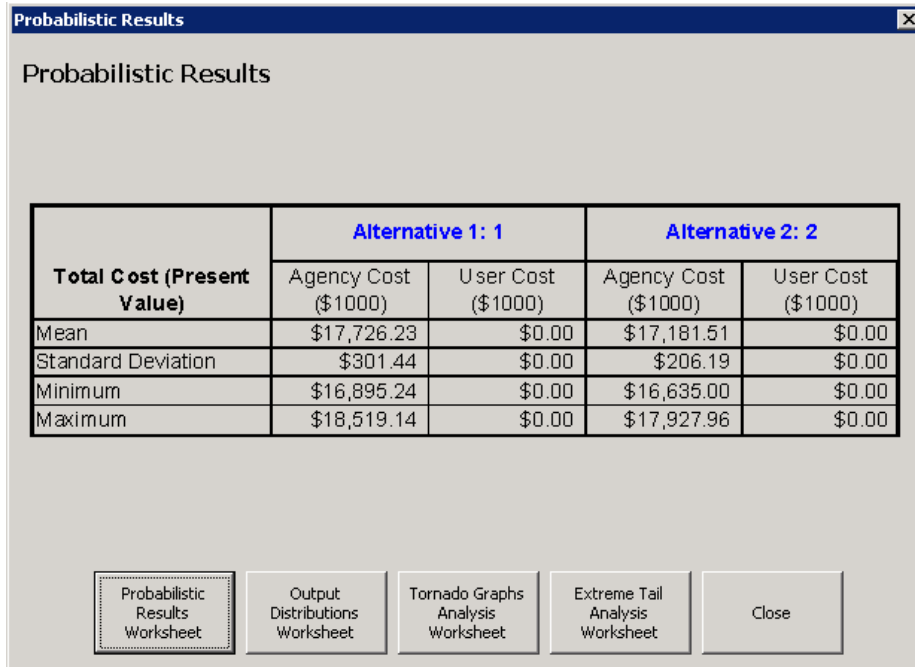 Probabilistic Results
Probabilistic Results
Alternative 1: 1 Alternative 2: 2
Total Cost (Present
Value)
Agency Cost
($1000)
User Cost
($1000)
Agency Cost
($1000)
User Cost
($1000)
Mean $17,726.23 $0.00 $17,181.51 $0.00
Standard Deviation $301.44 $0.00 $206.19 $0.00
Minimum $16,895.24 $0.00 $16,635.00 $0.00
Maximum $18,519.14 $0.00 $17,927.96 $0.00
Probabilistic
Results
Worksheet
Output
Distributions
Worksheet
Tornado Graphs
Analysis
Worksheet
Extreme Tail
Analysis
Worksheet
Close